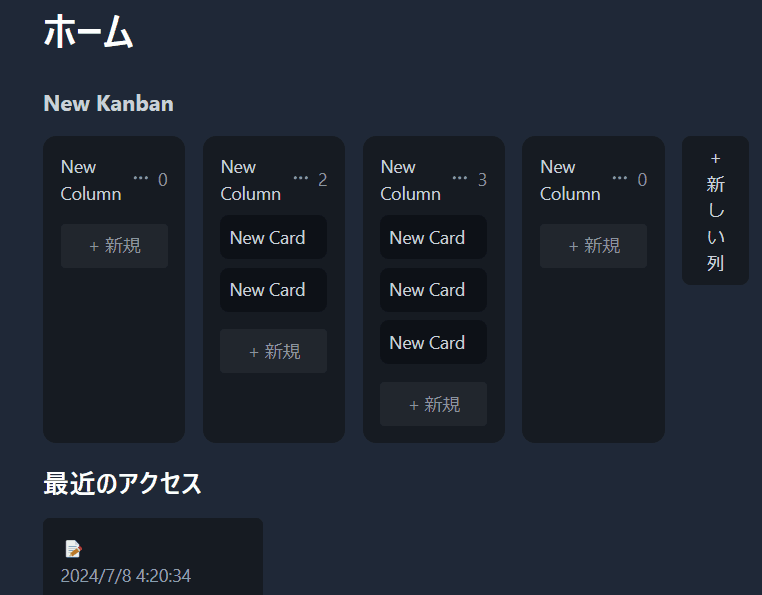 ホーム
New Kanban
New
Column
··· 0
+ 新規
New
Column
··· 2
New Card
New Card
+ 新規
New
Column
··· 3
New Card
New Card
New Card
+ 新規
New
Column
··· 0
+ 新規
+
新
し
い
列
最近のアクセス
2024/7/8 4:20:34